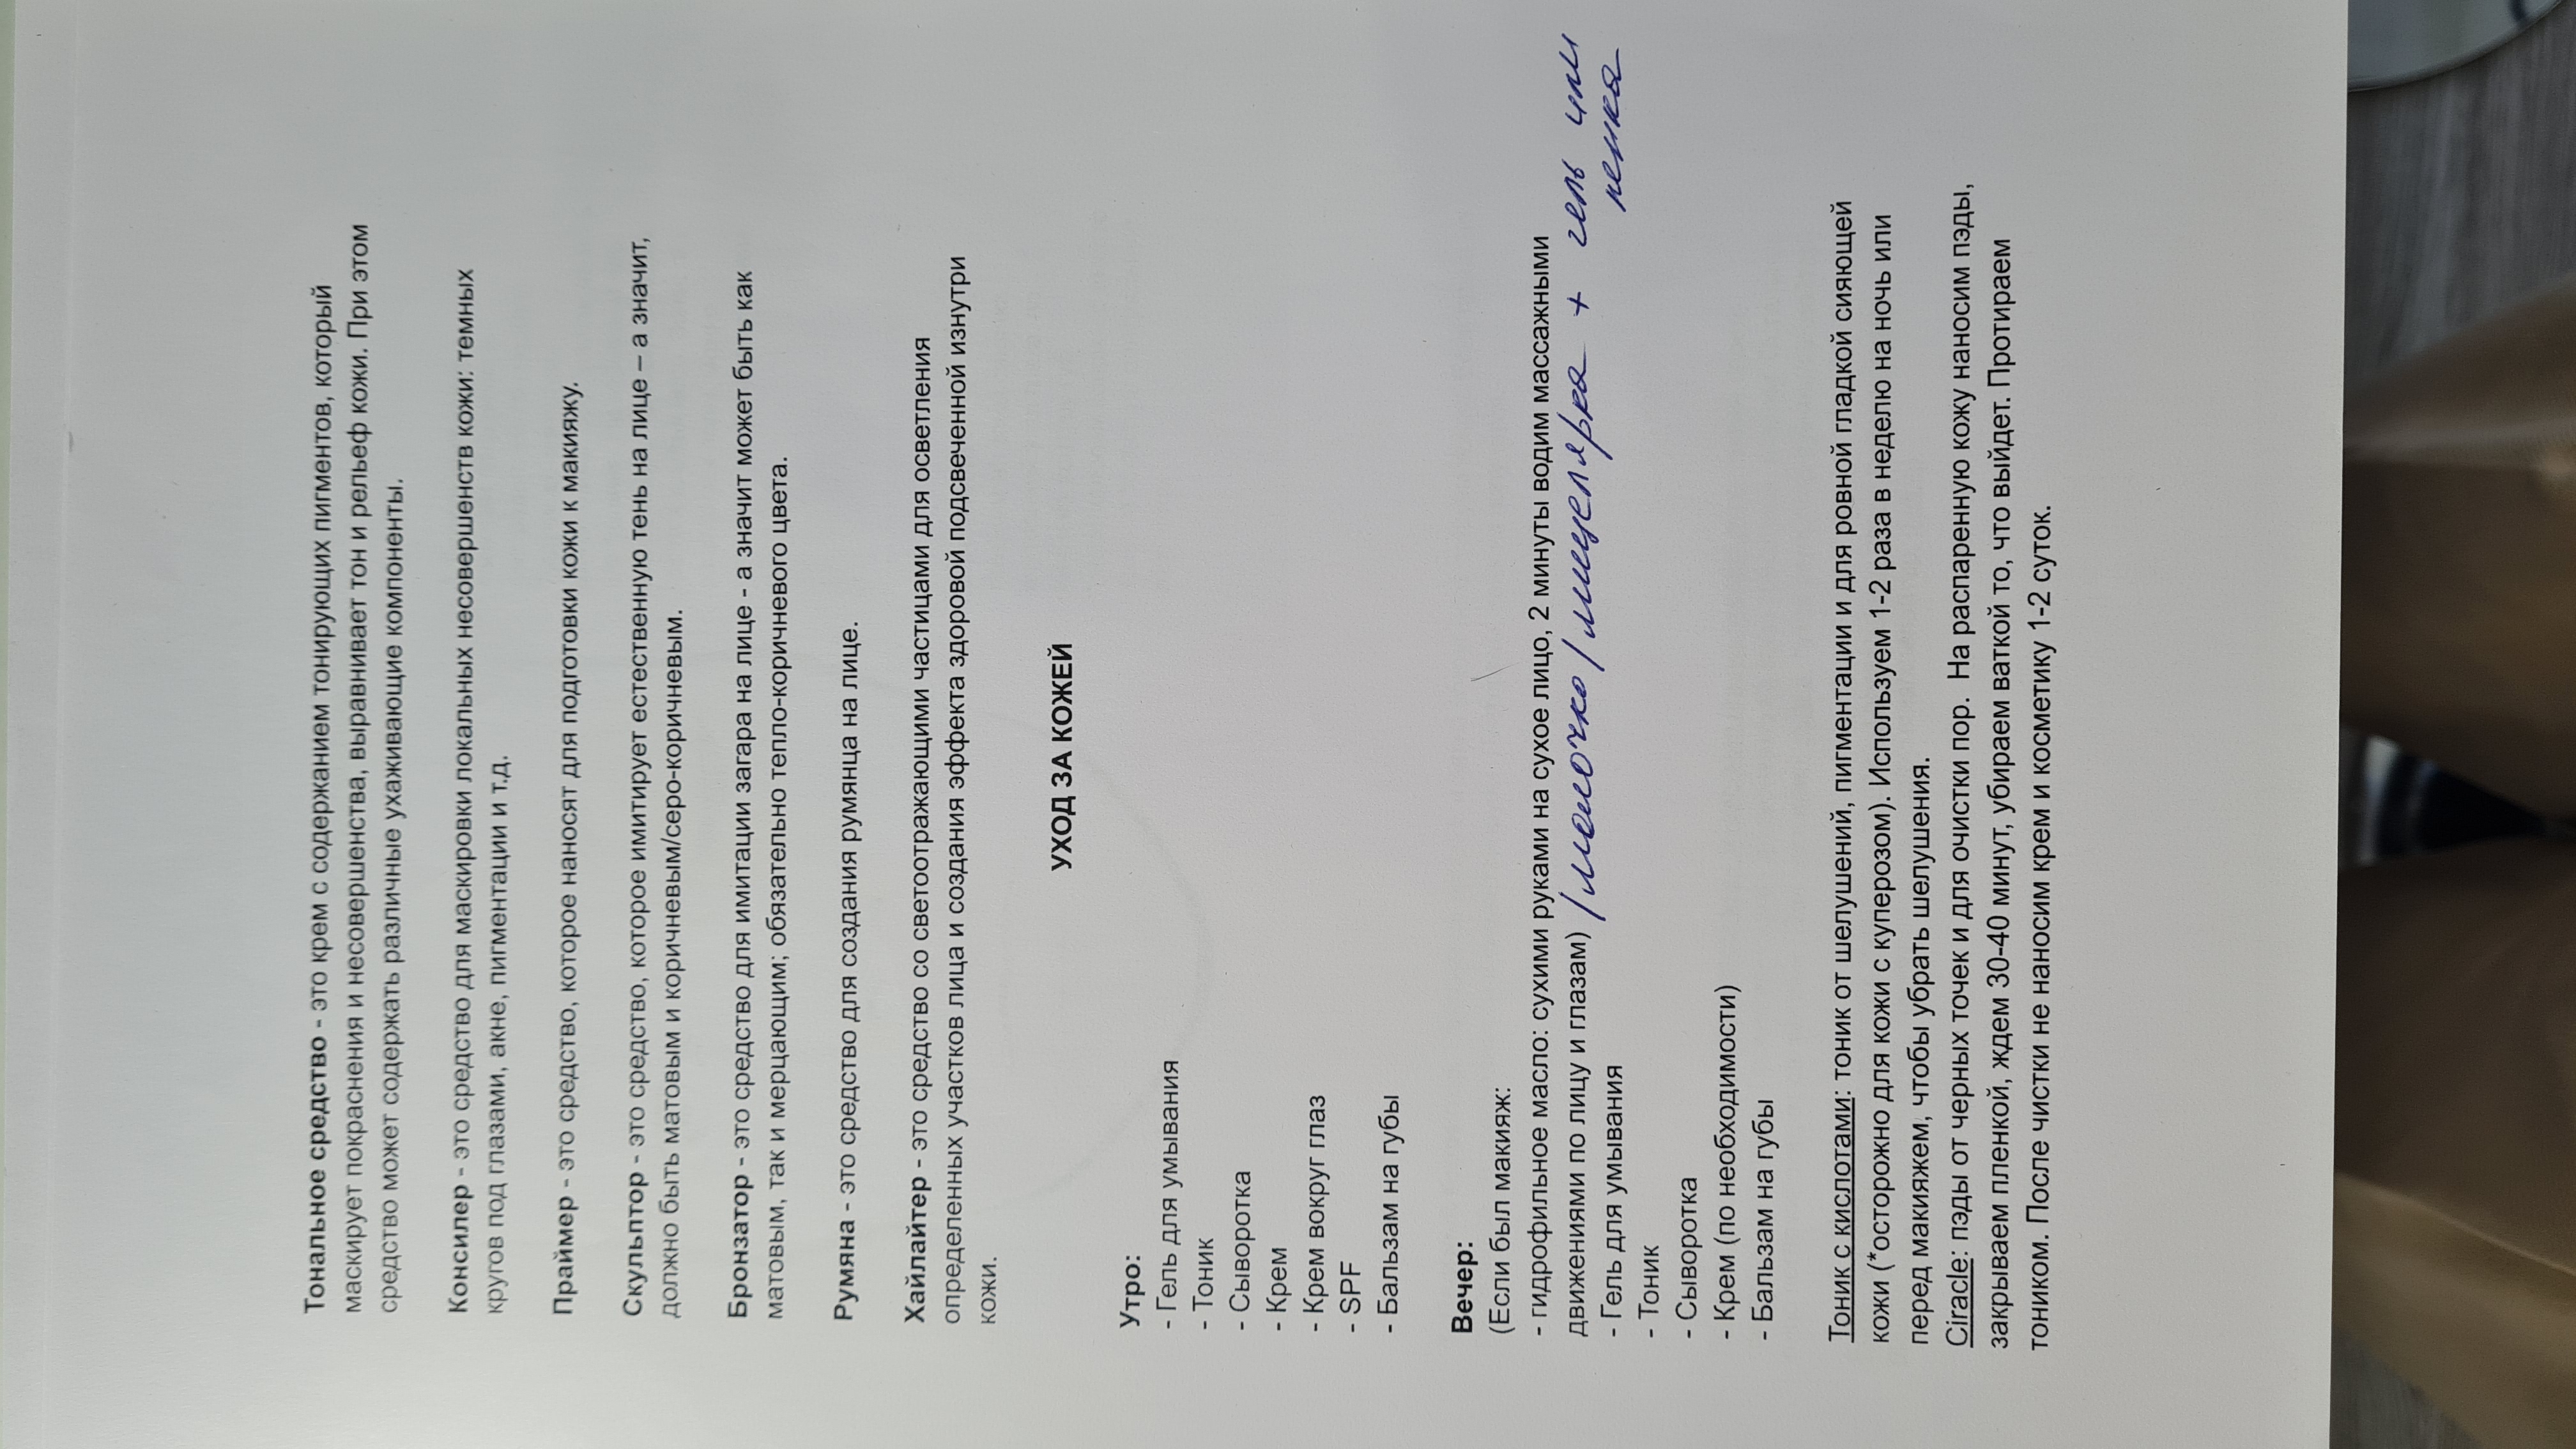 Тональное средство - это крем с содержанием тонирующих пигментов, который
маскирует покраснения и несовершенства, выравнивает тон и рельеф кожи. При этом
средство может содержать различные ухаживающие компоненты.
Консилер - это средство для маскировки локальных несовершенств кожи: темных
кругов под глазами, акне, пигментации и т.д.
Праймер - это средство, которое наносят для подготовки кожи к макияжу.
Скульптор - это средство, которое имитирует естественную тень на лице – а значит,
должно быть матовым и коричневым/серо-коричневым.
Бронзатор - это средство для имитации загара на лице - а значит может быть как
матовым, так и мерцающим; обязательно тепло-коричневого цвета.
Румяна - это средство для создания румянца на лице.
Хайлайтер - это средство со светоотражающими частицами для осветления
определенных участков лица и создания эффекта здоровой подсвеченной изнутри
кожи.
УХОД ЗА КОЖЕЙ
Утро:
- Гель для умывания
- Тоник
- Сыворотка
- Крем
- Крем вокруг глаз
- SPF
- Бальзам на губы
Вечер:
(Если был макияж:
- гидрофильное масло: сухими руками на сухое лицо, 2 минуты водим массажными
движениями по лицу и глазам) /молочко/мицелярка + гель или
пенка
- Гель для умывания
- Тоник
- Сыворотка
- Крем (по необходимости)
- Бальзам на губы
Тоник с кислотами: тоник от шелушений, пигментации и для ровной гладкой сияющей
кожи (*осторожно для кожи с куперозом). Используем 1-2 раза в неделю на ночь или
перед макияжем, чтобы убрать шелушения.
Ciracle: пэды от черных точек и для очистки пор. На распаренную кожу наносим пэды,
закрываем пленкой, ждем 30-40 минут, убираем ваткой то, что выйдет. Протираем
тоником. После чистки не наносим крем и косметику 1-2 суток.